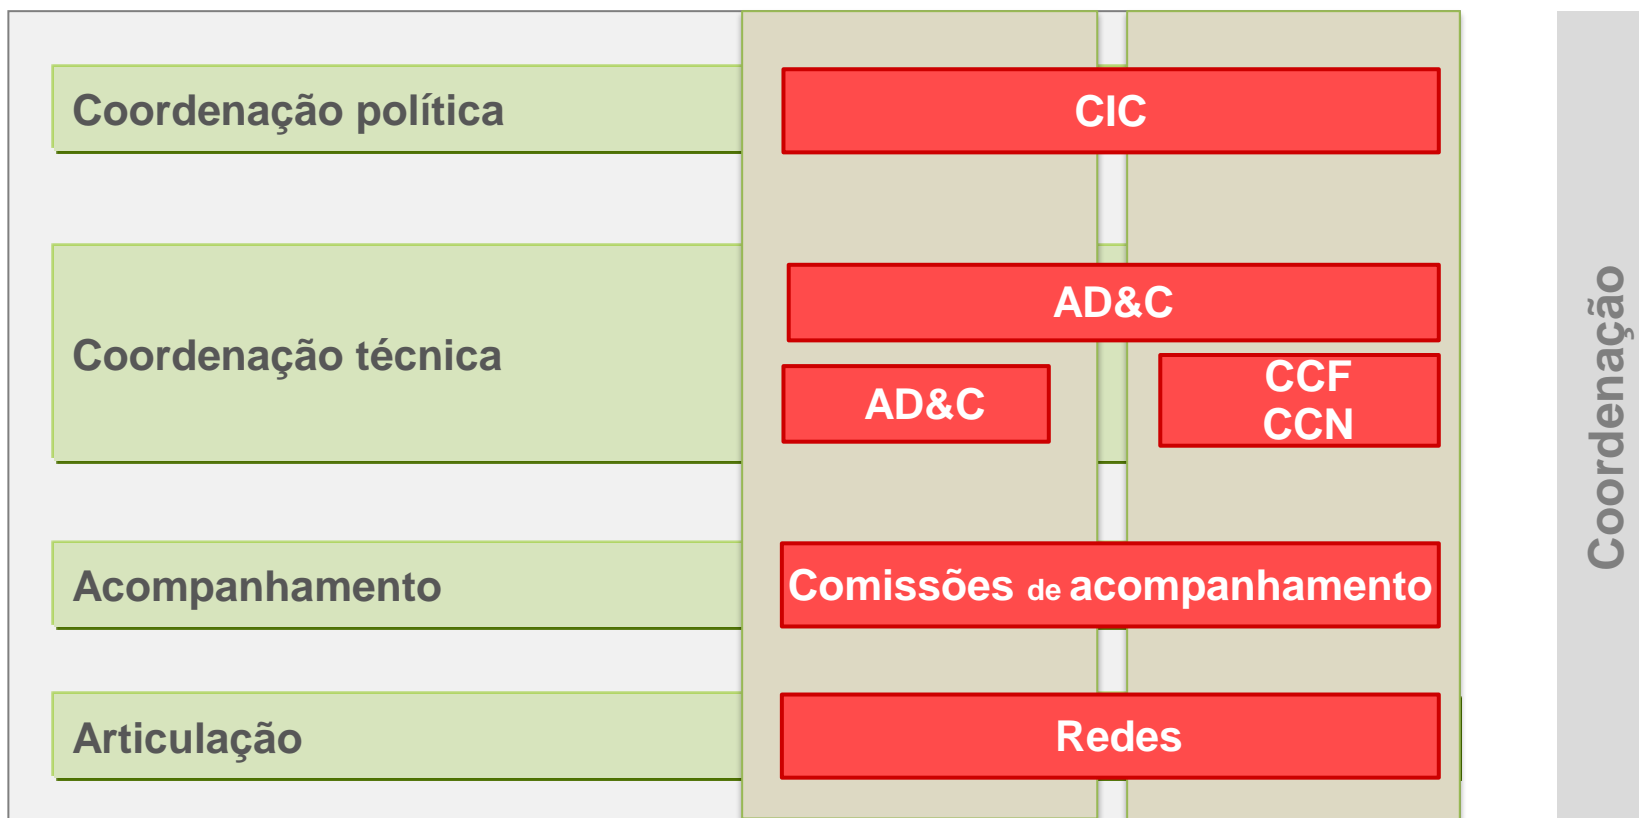 Coordenação política
CIC
Coordenação técnica
AD&C
AD&C
CCF
CCN
Acompanhamento
Comissões de acompanhamento
Articulação
Redes
Coordenação